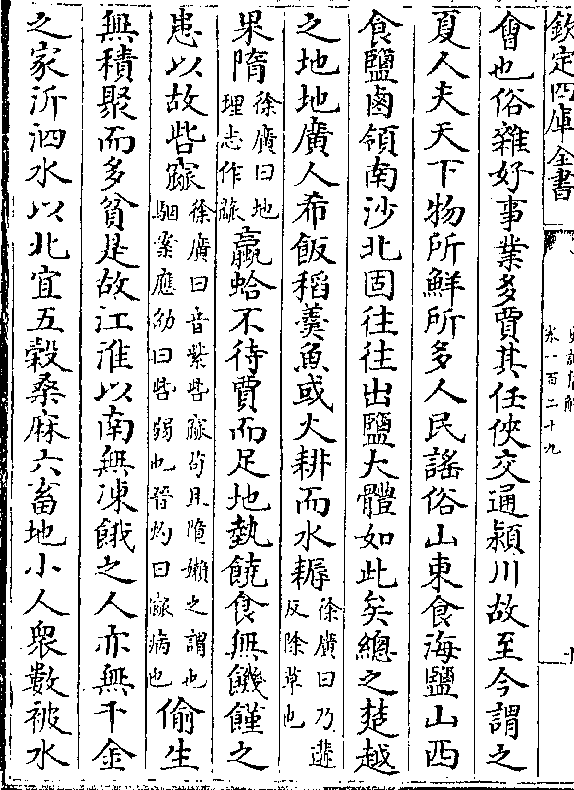 欽定四庫全書
卷一百二十九
㑹也俗雜好事業多賈其任俠交通潁川故至今謂之
夏人夫天下物所鮮所多人民謠俗山東食海鹽山西
食鹽鹵領南沙北固往往出鹽大體如此矣總之楚越
之地地廣人希飯稻羮魚或火耕而水耨徐廣曰乃遘反除草也
果隋徐廣曰地理志作蓏蠃蛤不待賈而足地埶饒食無饑饉之
患以故呰窳徐廣曰音紫呰窳茍且惰嬾之謂也駰案應劭曰呰弱也晉灼曰窳病也偷生
無積聚而多貧是故江淮以南無凍餓之人亦無千金
之家沂泗水以北宜五穀桑麻六畜地小人衆數被水